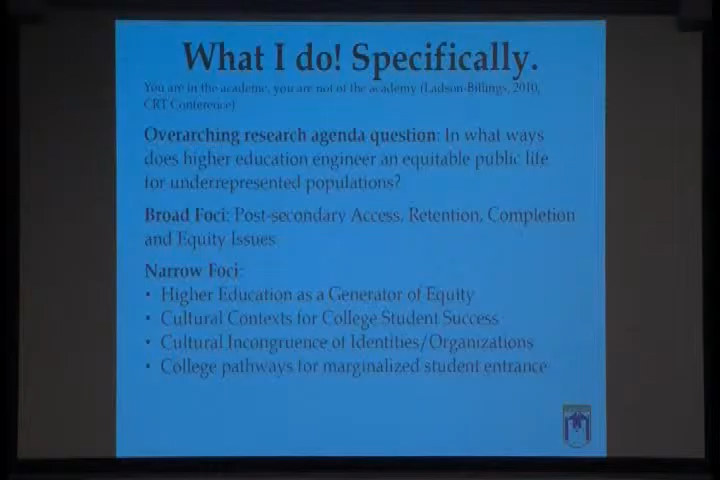 What I do! Specifically.
You are in the academe, you are not of the academy (Ladson-Billings, 2010,
CRT Conference)
Overarching research agenda question: In what ways
does higher education engineer an equitable public life
for underrepresented populations?
Broad Foci: Post-secondary Access, Retention, Completion
and Equity Issues
Narrow Foci:
• Higher Education as a Generator of Equity
• Cultural Contexts for College Student Success
• Cultural Incongruence of Identities/Organizations
• College pathways for marginalized student entrance